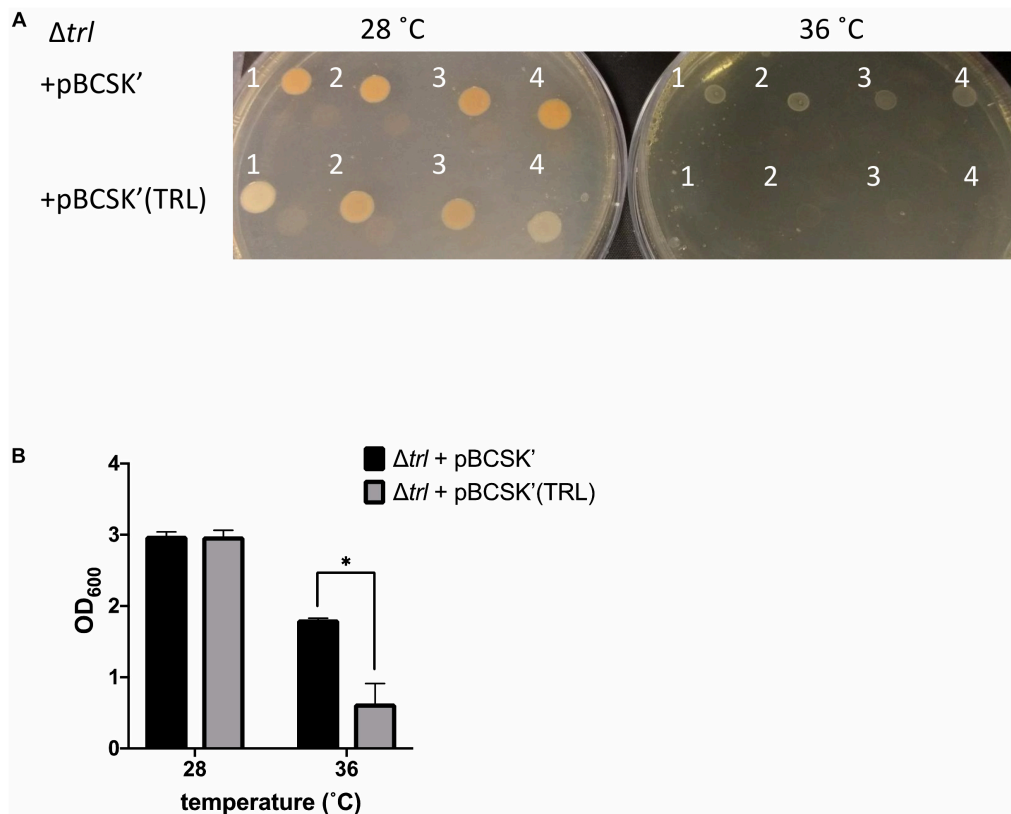 A
Δtrl 28 ˚C 36 ˚C
+pBCSK’ 1 2 3 4 1 2 3 4
+pBCSK’(TRL) 1 2 3 4 1 2 3 4
B
Δtrl + pBCSK’
Δtrl + pBCSK’(TRL)
4
3
2
1
0
OD600
*
28 36
temperature (˚C)